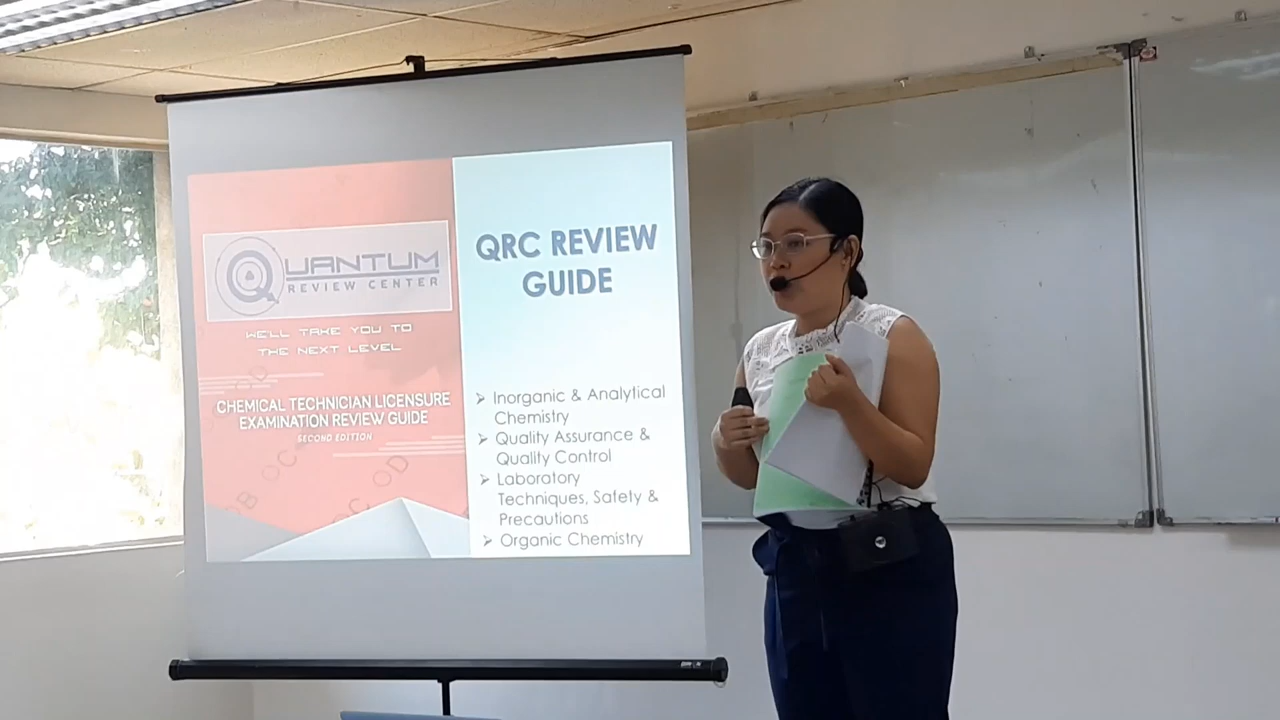 QUANTUM
REVIEW CENTER
WE'LL TAKE YOU TO
THE NEXT LEVEL
CHEMICAL TECHNICIAN LICENSURE
EXAMINATION REVIEW GUIDE
SECOND EDITION
QRC REVIEW
GUIDE
➢ Inorganic & Analytical
Chemistry
➢ Quality Assurance &
Quality Control
➢ Laboratory
Techniques, Safety &
Precautions
➢ Organic Chemistry